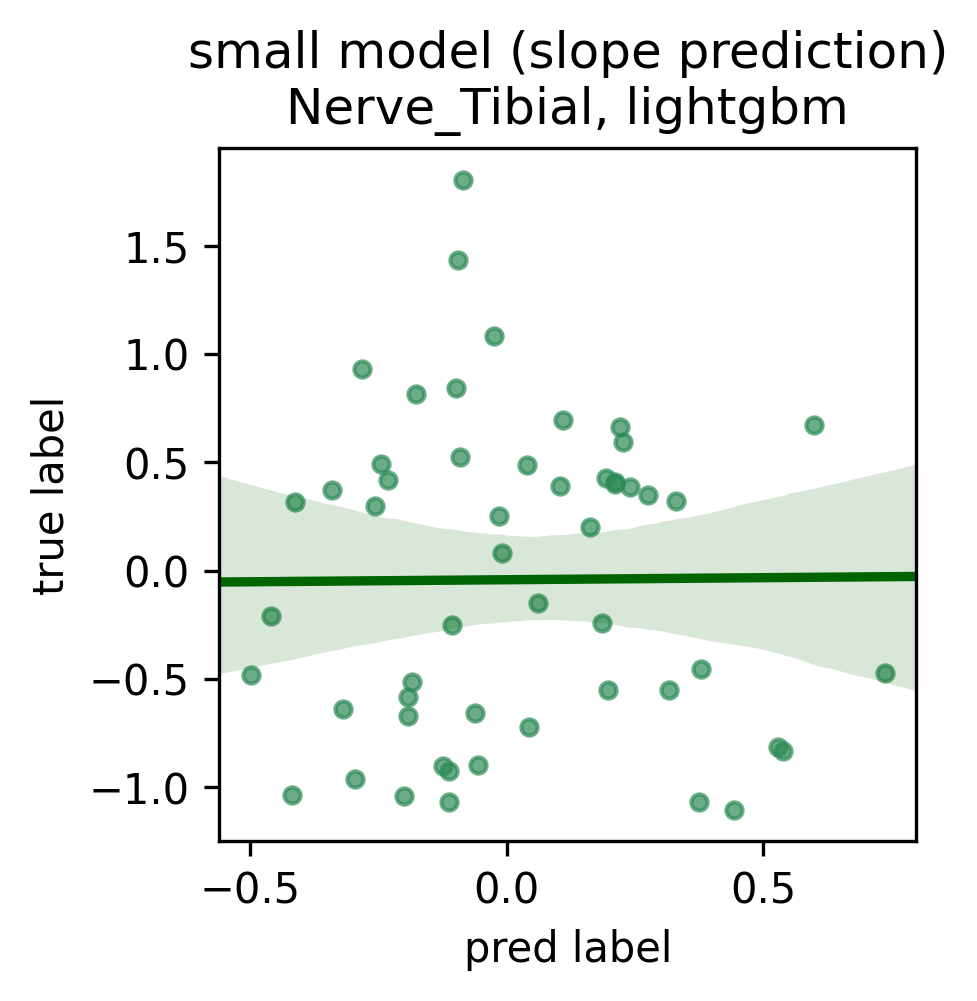 small model (slope prediction)
Nerve_Tibial, lightgbm
1.5
1.0
0.5
0.0
−0.5
−1.0
true label
−0.5
0.0
0.5
pred label